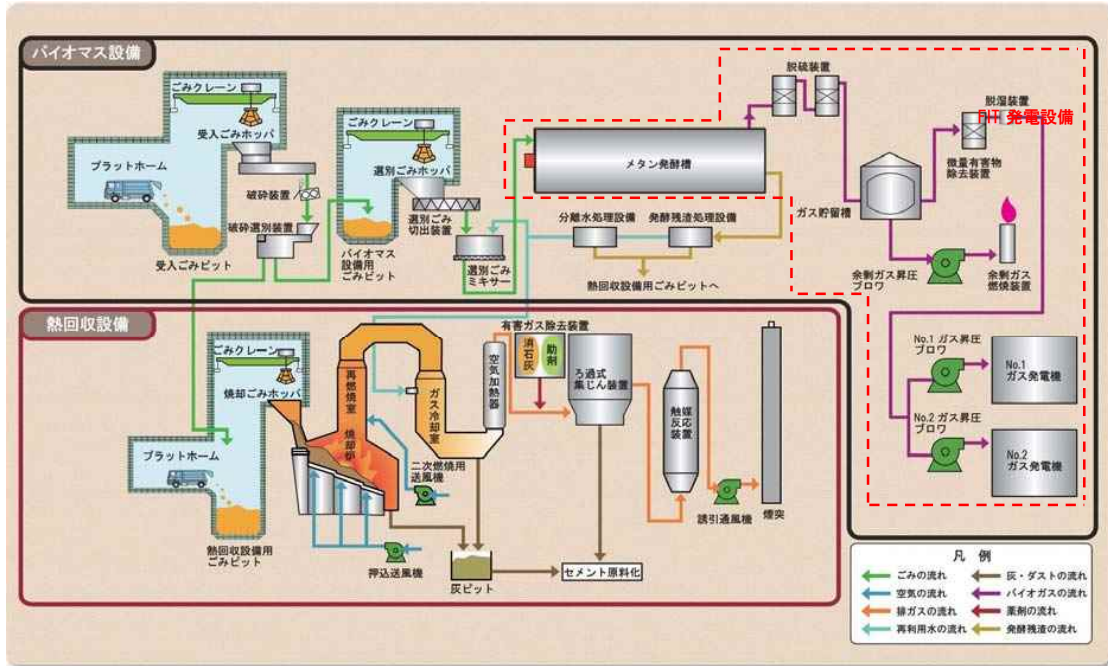 バイオマス設備
ごみクレーン
受入ごみホッパ
プラットホーム
破砕装置
破砕選別装置
受入ごみピット
ごみクレーン
選別ごみホッパ
選別ごみ
切出装置
バイオマス
設備用
ごみピット
選別ごみ
ミキサー
メタン発酵槽
分離水処理設備
発酵残渣処理設備
熱回収設備用ごみピットへ
脱硫装置
脱湿装置
発電設備
微量有害物
除去装置
ガス貯留槽
余剰ガス昇圧
ブロワ
余剰ガス
燃焼装置
No.1 ガス昇圧
ブロワ
No.1
ガス発電機
No.2 ガス昇圧
ブロワ
No.2
ガス発電機
熱回収設備
ごみクレーン
焼却ごみホッパ
プラットホーム
熱回収設備用
ごみピット
再燃焼室
焼却炉
ガス冷却室
空気加熱器
有害ガス除去装置
消石灰
助剤
ろ過式
集じん装置
触媒
反応
装置
二次燃焼用
送風機
押込送風機
灰ピット
セメント原料化
誘引通風機
煙突
凡 例
ごみの流れ
空気の流れ
排ガスの流れ
再利用水の流れ
灰・ダストの流れ
バイオガスの流れ
薬剤の流れ
発酵残渣の流れ